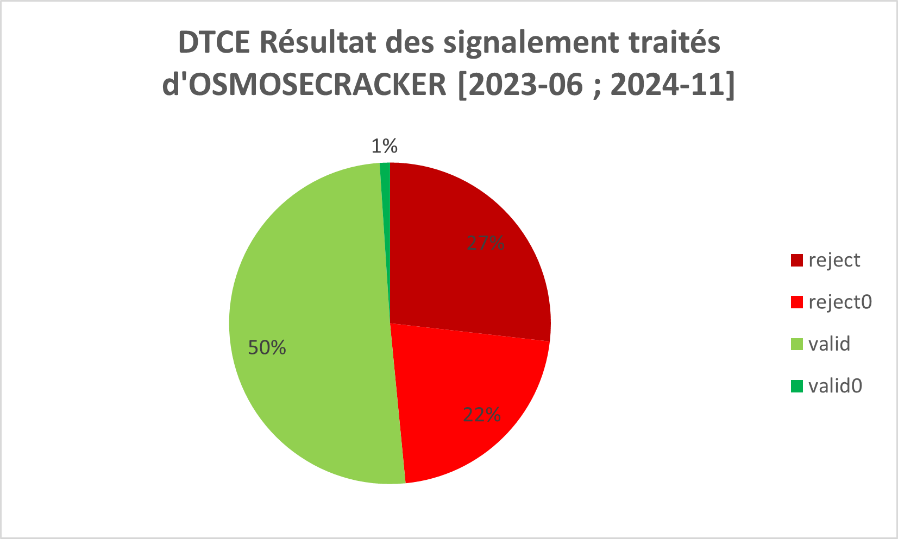 DTCE Résultat des signalement traités
d'OSMOSECRACKER [2023-06 ; 2024-11]
1%
27%
50%
22%
reject
reject0
valid
valid0